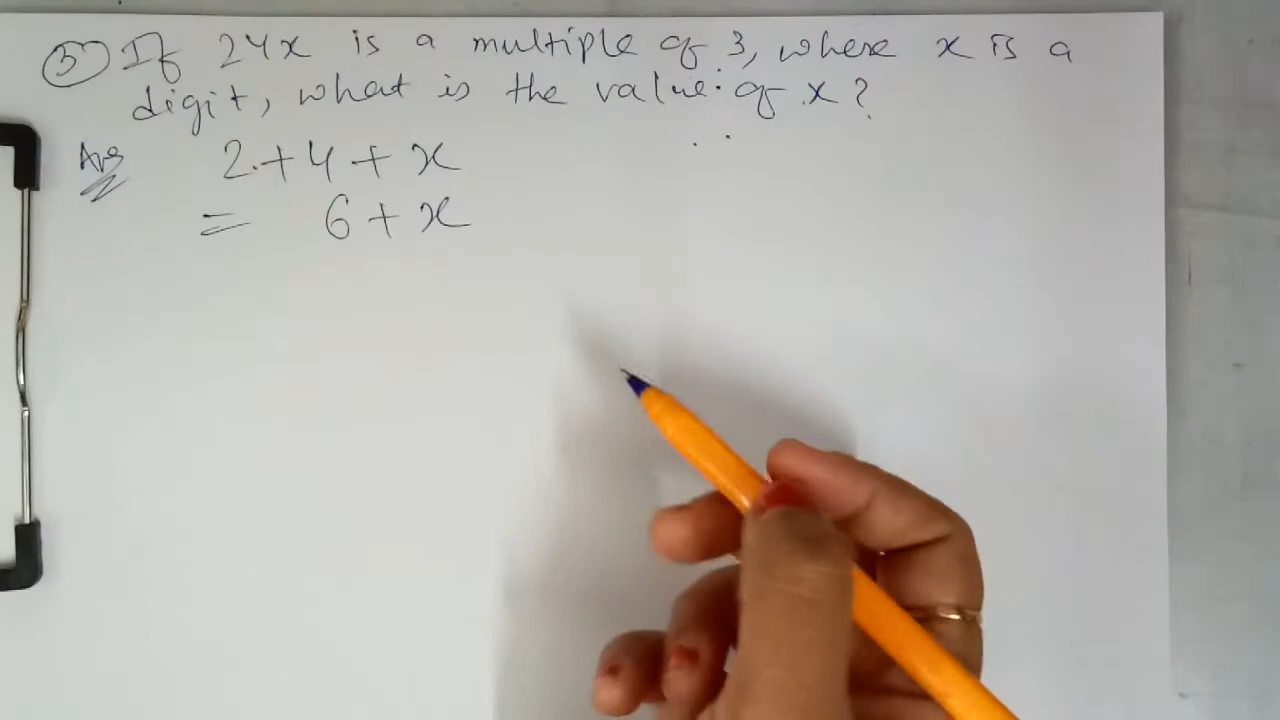 5 If 24x is a multiple of 3, where x is a
digit, what is the value of x?
Ans 2+4+x
= 6+x